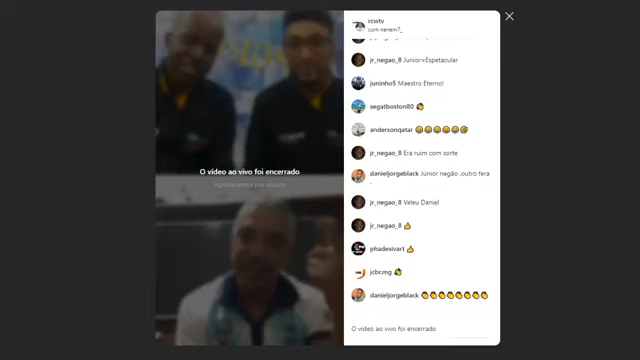 rcwtv
com nenem7_
jr_negao_8 Junior=Espetacular
juninho5 Maestro Eterno!
segatboston80
andersonqatar
jr_negao_8 Era ruim com sorte
danieljorgeblack Júnior negão .outro fera
.
jr_negao_8 Valeu Daniel
jr_negao_8
phadesivart
jcbr.mg
danieljorgeblack
O vídeo ao vivo foi encerrado
O vídeo ao vivo foi encerrado